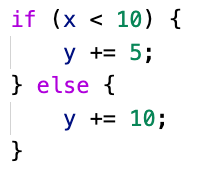 if (x < 10) {
    y += 5;
} else {
    y += 10;
}